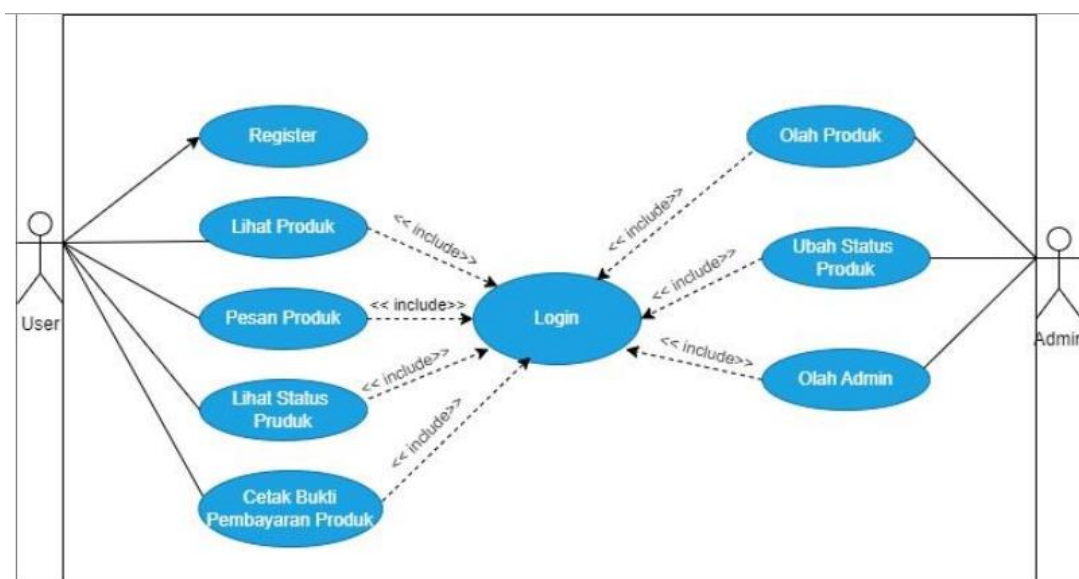 Register
Lihat Produk
<< include>>
Pesan Produk
<< include>>
Lihat Status
Pruduk
<< include>>
Cetak Bukti
Pembayaran Produk
<< include>>
User
Login
Olah Produk
<< include>>
Ubah Status
Produk
<< include>>
Olah Admin
<< include>>
Admin